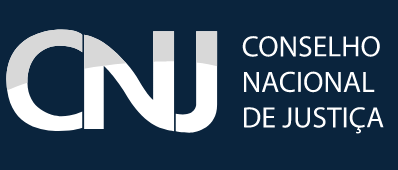 CNJ
CONSELHO
NACIONAL
DE JUSTIÇA